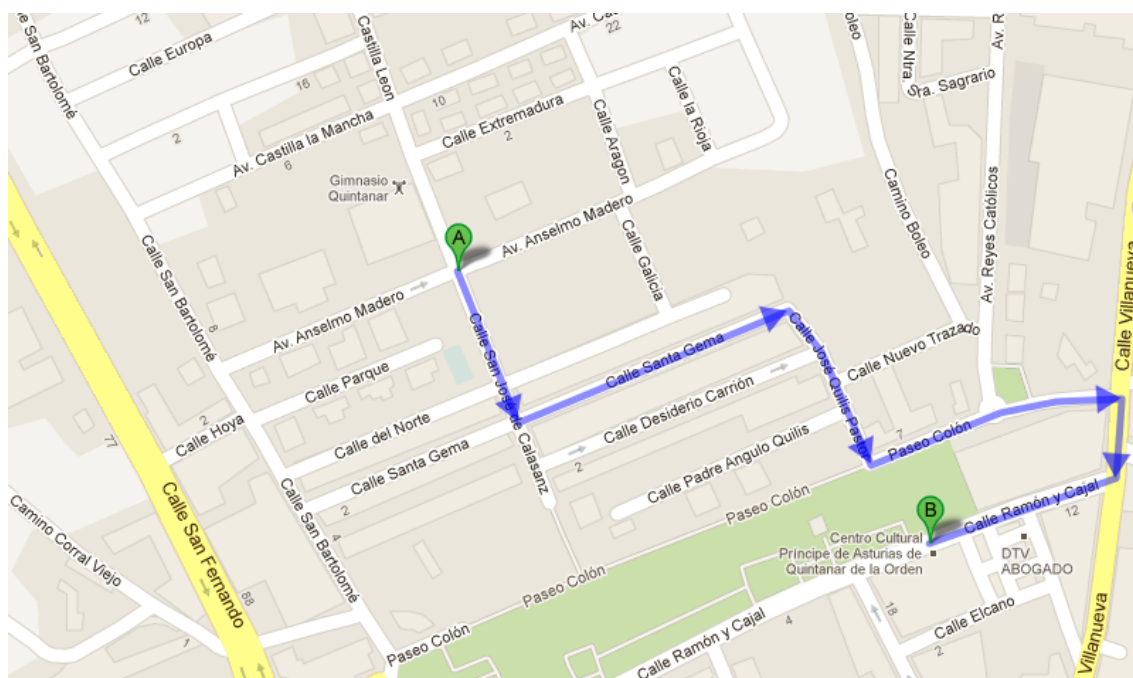 Calle San Bartolomé
12
Calle Europa
Castilla Leon
16
22
2
10
Av. Castilla la Mancha
6
Calle Extremadura
2
Calle Aragon
Calle la Rioja
Boleo
Calle Ntra. S
Sra. Sagrario
Av. R
Gimnasio
Quintanar
A
Av. Anselmo Madero
Camino Boleo
Av. Reyes Católicos
Calle San Bartolomé
8
Av. Anselmo Madero
Calle Galicia
Calle Villanueva
Calle San José de Calasanz
Calle Santa Gema
Calle José Quilis Pastor
Calle Nuevo Trazado
Calle Parque
Calle Desiderio Carrión
2
Calle Hoya
77
Calle del Norte
Calle Santa Gema
2
2
7
Paseo Colón
Calle Padre Angulo Quilis
Calle San Fernando
Calle San Bartolomé
Paseo Colón
B
Calle Ramón y Cajal
12
Camino Corral Viejo
4
Centro Cultural
Príncipe de Asturias de
Quintanar de la Orden
DTV
ABOGADO
Paseo Colón
88
1
18
Calle Elcano
2
4
Calle Ramón y Cajal
Paseo Colón
Villanueva